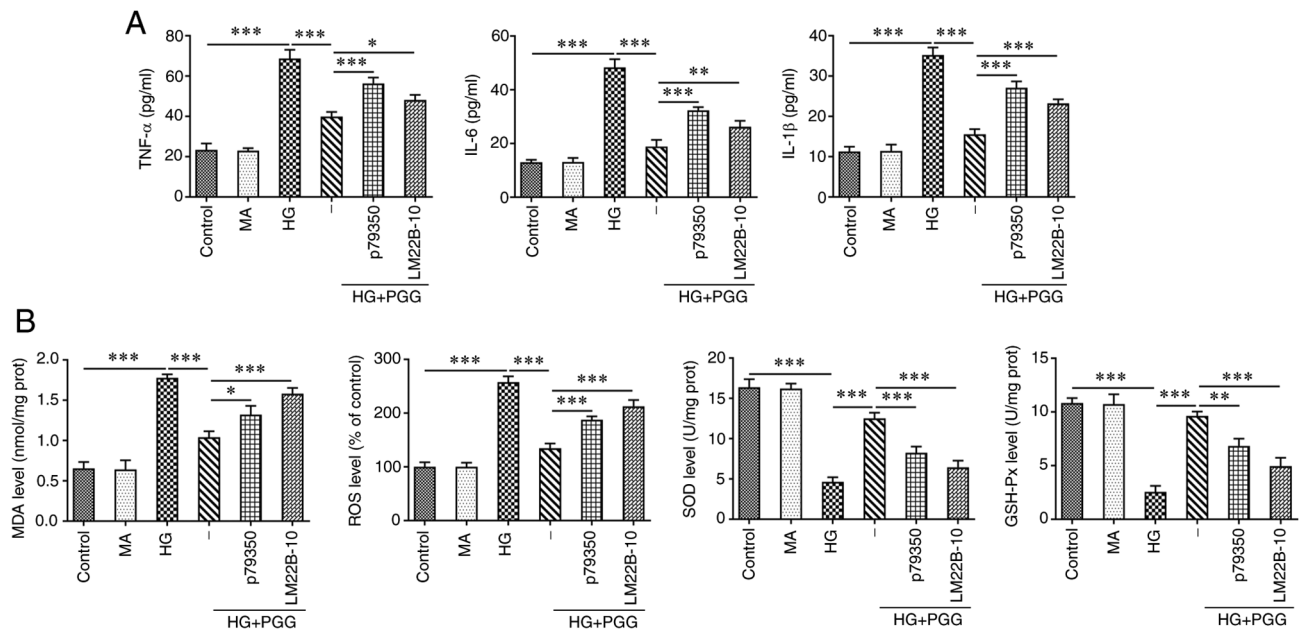 A
TNF-α (pg/ml)
80
60
40
20
0
***
***
*
***
Control
MA
HG
–
p79350
LM22B-10
HG+PGG
IL-6 (pg/ml)
60
40
20
0
***
***
**
***
Control
MA
HG
–
p79350
LM22B-10
HG+PGG
IL-1β (pg/ml)
40
30
20
10
0
***
***
***
***
Control
MA
HG
–
p79350
LM22B-10
HG+PGG
B
MDA level (nmol/mg prot)
2.0
1.5
1.0
0.5
0.0
***
***
***
*
Control
MA
HG
–
p79350
LM22B-10
HG+PGG
ROS level (% of control)
300
200
100
0
***
***
***
***
Control
MA
HG
–
p79350
LM22B-10
HG+PGG
SOD level (U/mg prot)
20
15
10
5
0
***
***
***
***
Control
MA
HG
–
p79350
LM22B-10
HG+PGG
GSH-Px level (U/mg prot)
15
10
5
0
***
***
***
**
Control
MA
HG
–
p79350
LM22B-10
HG+PGG